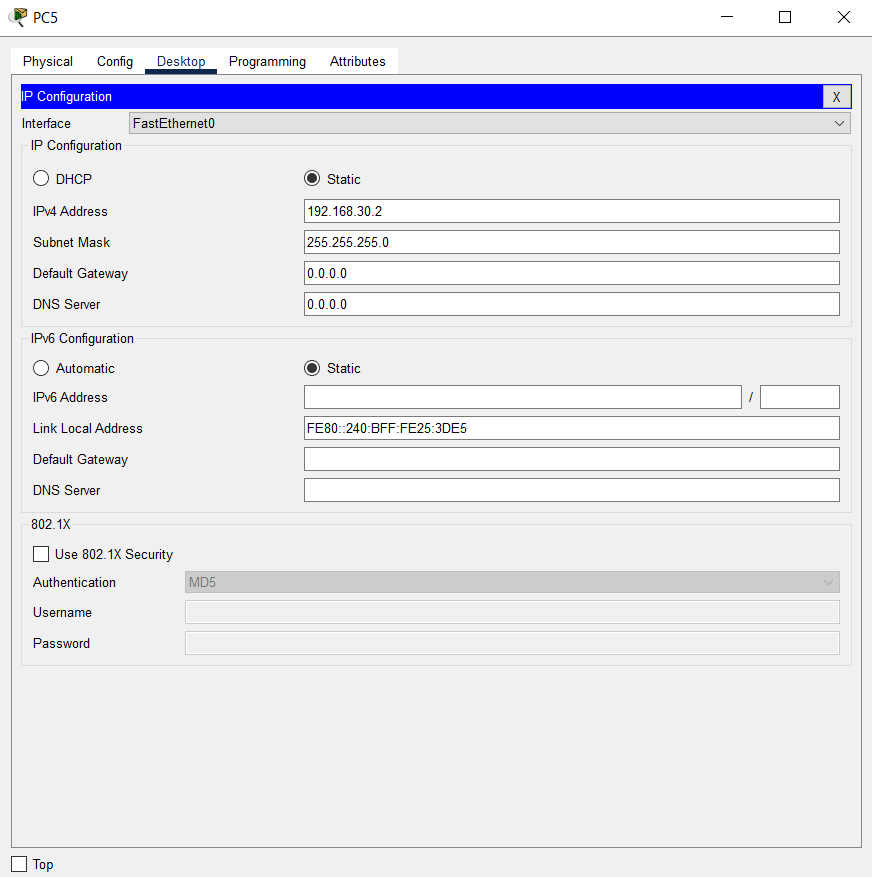 PC5
Physical Config Desktop Programming Attributes
IP Configuration X
Interface FastEthernet0
IP Configuration
DHCP Static
IPv4 Address 192.168.30.2
Subnet Mask 255.255.255.0
Default Gateway 0.0.0.0
DNS Server 0.0.0.0
IPv6 Configuration
Automatic Static
IPv6 Address /
Link Local Address FE80::240:BFF:FE25:3DE5
Default Gateway
DNS Server
802.1X
Use 802.1X Security
Authentication MD5
Username
Password
Top